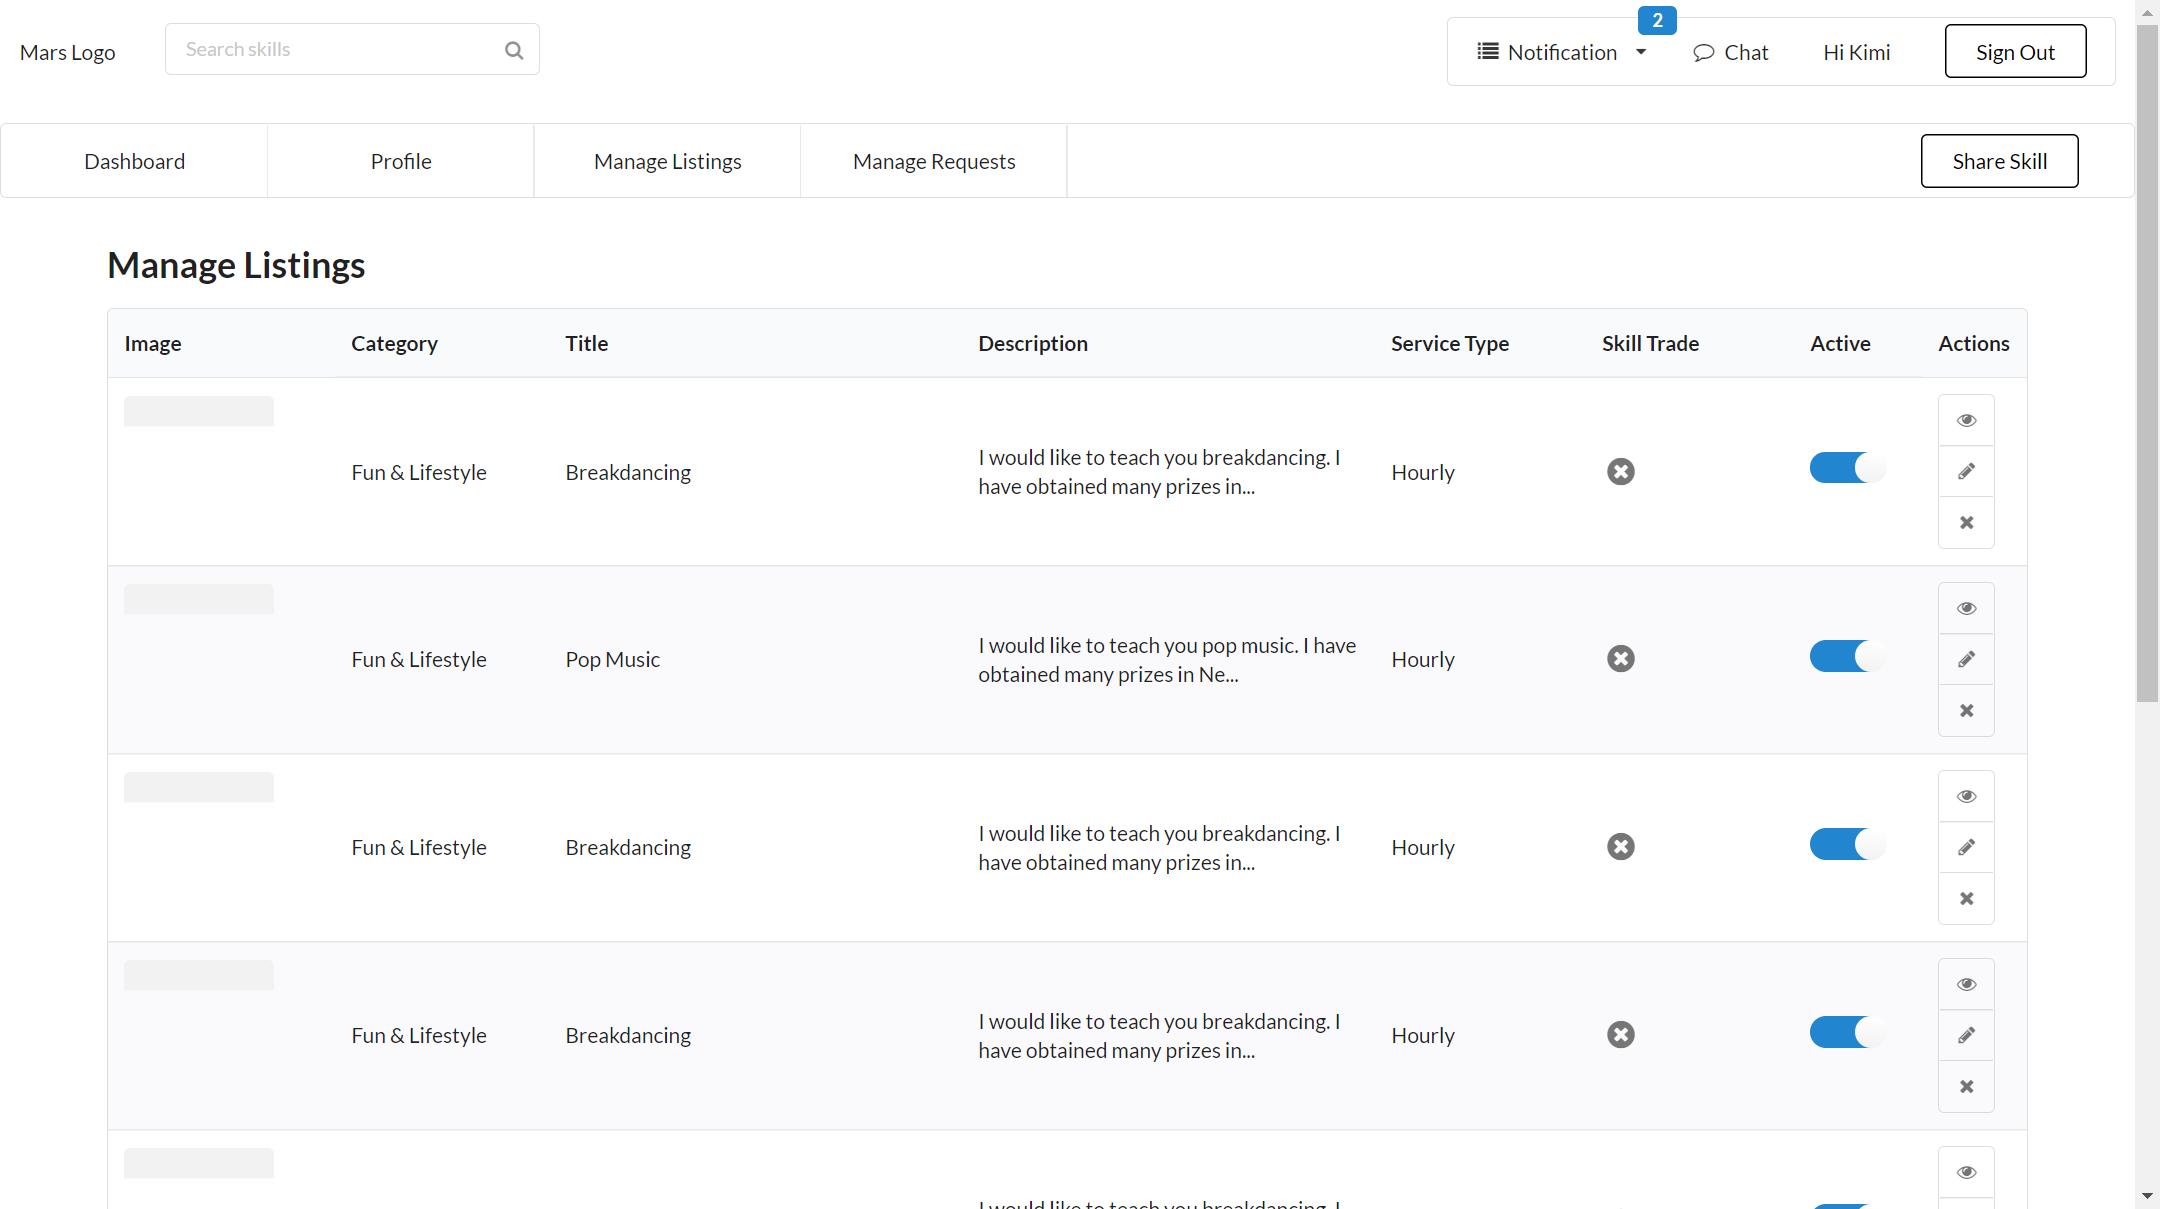 Mars Logo
Search skills
2
Notification
Chat
Hi Kimi
Sign Out
Dashboard
Profile
Manage Listings
Manage Requests
Share Skill
Manage Listings
Image Category Title Description Service Type Skill Trade Active Actions
Fun & Lifestyle Breakdancing
I would like to teach you breakdancing. I
have obtained many prizes in...
Hourly
Fun & Lifestyle Pop Music
I would like to teach you pop music. I have
obtained many prizes in Ne...
Hourly
Fun & Lifestyle Breakdancing
I would like to teach you breakdancing. I
have obtained many prizes in...
Hourly
Fun & Lifestyle Breakdancing
I would like to teach you breakdancing. I
have obtained many prizes in...
Hourly
I would like to teach you breakdancing. I